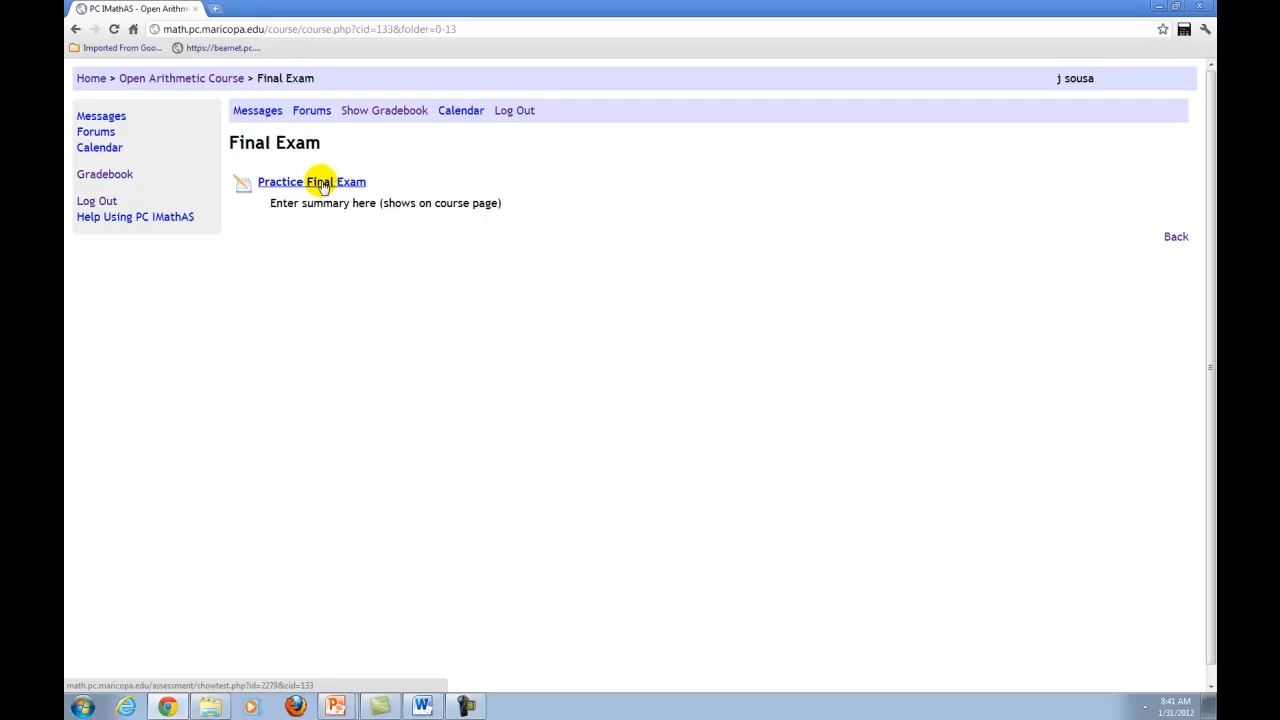 PC IMathAS - Open Arithm
math.pc.maricopa.edu/course/course.php?cid=133&folder=0-13
Imported From Goo... https://bearnet.pc....
Home > Open Arithmetic Course > Final Exam j sousa
Messages
Forums
Calendar
Gradebook
Log Out
Help Using PC IMathAS
Messages Forums Show Gradebook Calendar Log Out
Final Exam
Practice Final Exam
Enter summary here (shows on course page)
Back
math.pc.maricopa.edu/assessment/showtest.php?id=2279&cid=133
8:41 AM
1/31/2012